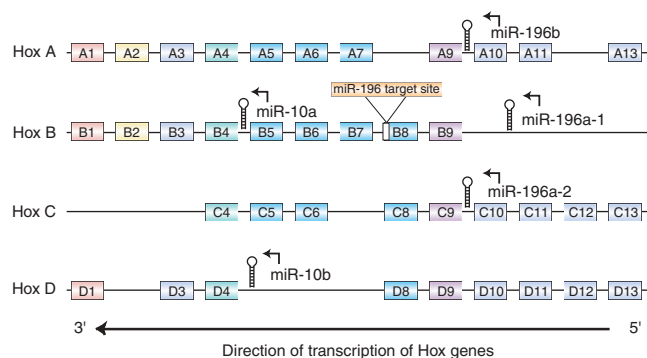 miR-196b
Hox A A1 A2 A3 A4 A5 A6 A7 A9 A10 A11 A13
miR-196 target site
miR-10a miR-196a-1
Hox B B1 B2 B3 B4 B5 B6 B7 B8 B9
miR-196a-2
Hox C C4 C5 C6 C8 C9 C10 C11 C12 C13
miR-10b
Hox D D1 D3 D4 D8 D9 D10 D11 D12 D13
3' 5'
Direction of transcription of Hox genes